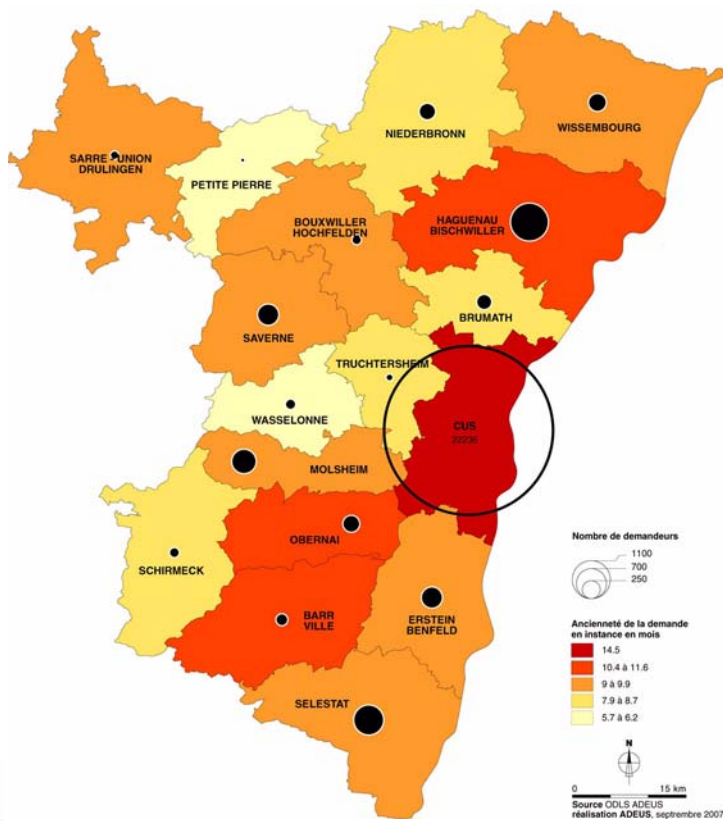 NIEDERBRONN
WISSEMBOURG
SARRE-UNION
DRULINGEN
PETITE PIERRE
BOUXWILLER
HOCHFELDEN
HAGUENAU
BISCHWILLER
SAVERNE
BRUMATH
TRUCHTERSHEIM
WASSELONNE
CUS
22236
MOLSHEIM
OBERNAI
SCHIRMECK
BARR
VILLE
ERSTEIN
BENFELD
SELESTAT
Nombre de demandeurs
1100
700
250
Ancienneté de la demande
en instance en mois
14.5
10.4 à 11.6
9 à 9.9
7.9 à 8.7
5.7 à 6.2
N
0 15 km
Source ODLS ADEUS
réalisation ADEUS, septrembre 2007